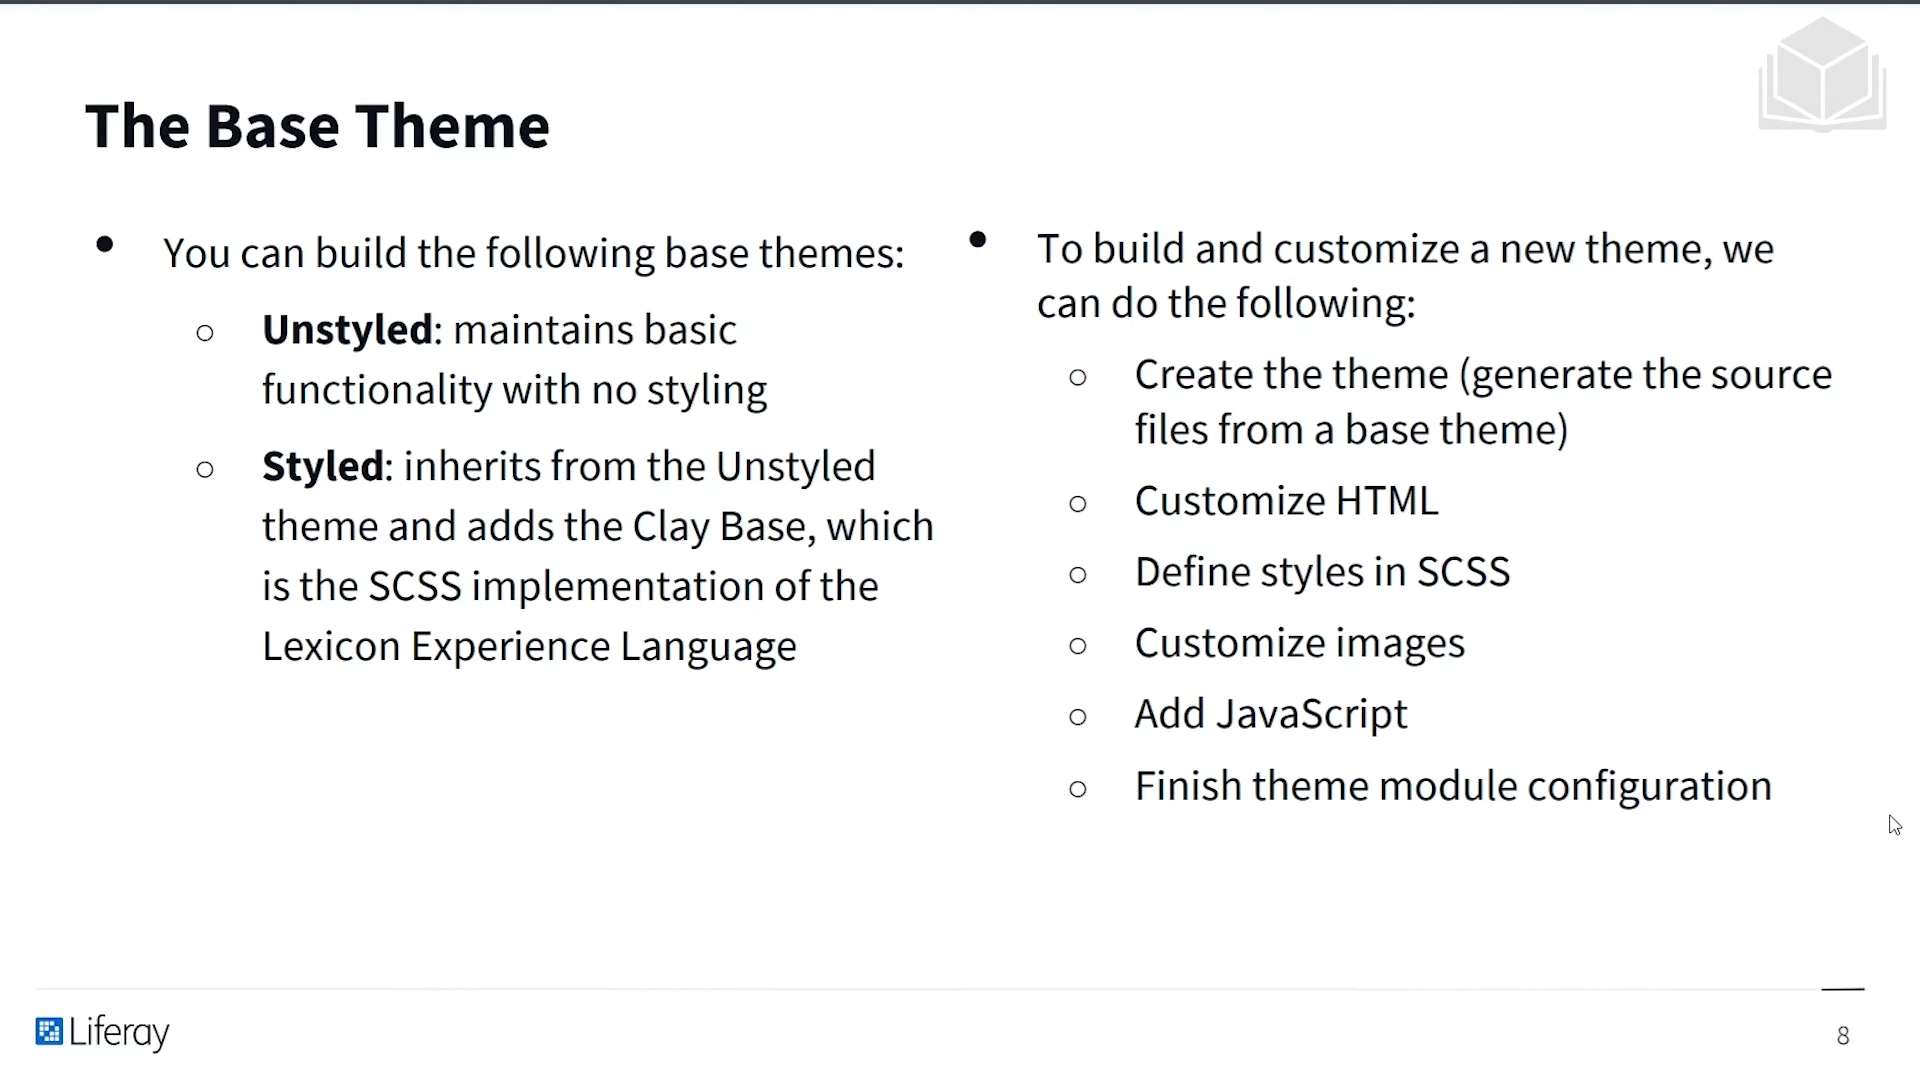 The Base Theme
● You can build the following base themes:
○ Unstyled: maintains basic
functionality with no styling
○ Styled: inherits from the Unstyled
theme and adds the Clay Base, which
is the SCSS implementation of the
Lexicon Experience Language
● To build and customize a new theme, we
can do the following:
○ Create the theme (generate the source
files from a base theme)
○ Customize HTML
○ Define styles in SCSS
○ Customize images
○ Add JavaScript
○ Finish theme module configuration
Liferay
8